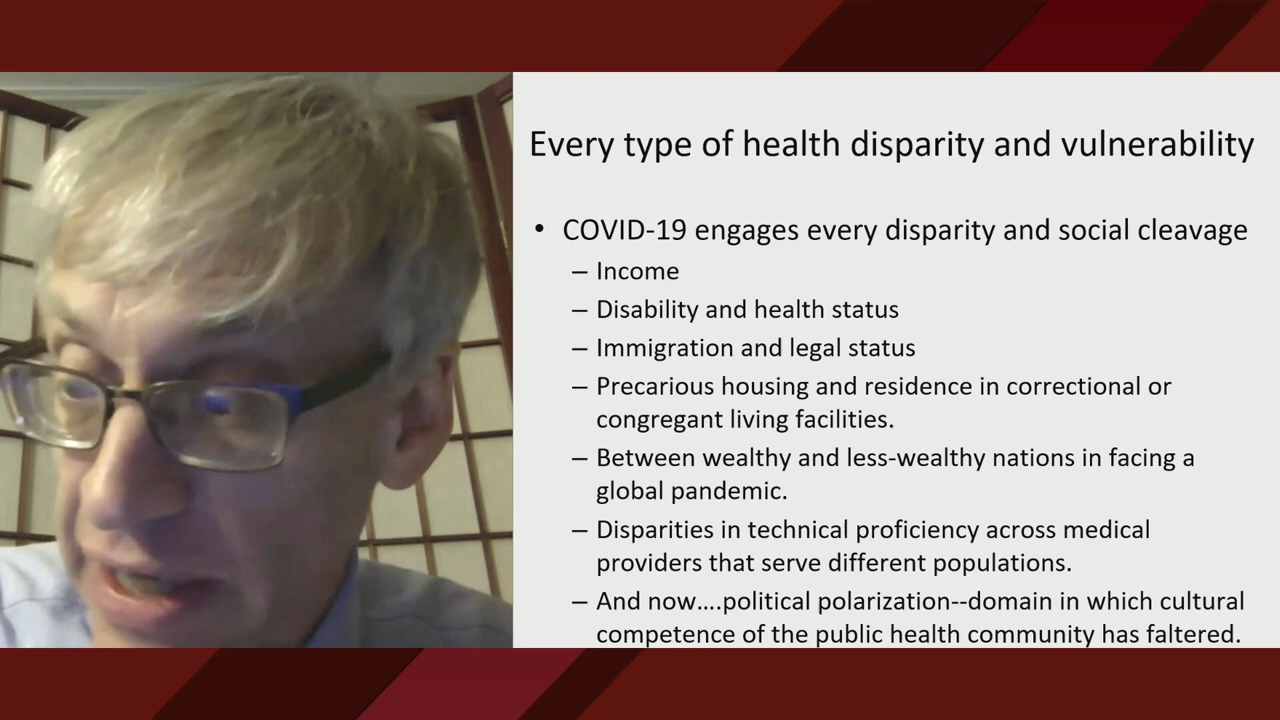 Every type of health disparity and vulnerability
• COVID-19 engages every disparity and social cleavage
– Income
– Disability and health status
– Immigration and legal status
– Precarious housing and residence in correctional or
congregant living facilities.
– Between wealthy and less-wealthy nations in facing a
global pandemic.
– Disparities in technical proficiency across medical
providers that serve different populations.
– And now....political polarization--domain in which cultural
competence of the public health community has faltered.